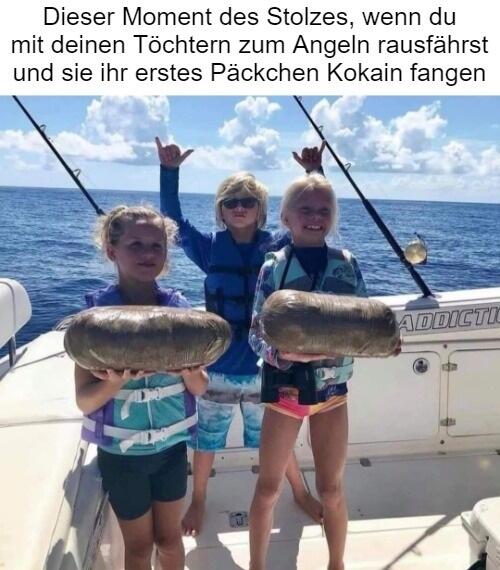 Dieser Moment des Stolzes, wenn du
mit deinen Töchtern zum Angeln rausfährst
und sie ihr erstes Päckchen Kokain fangen
ADDICTI